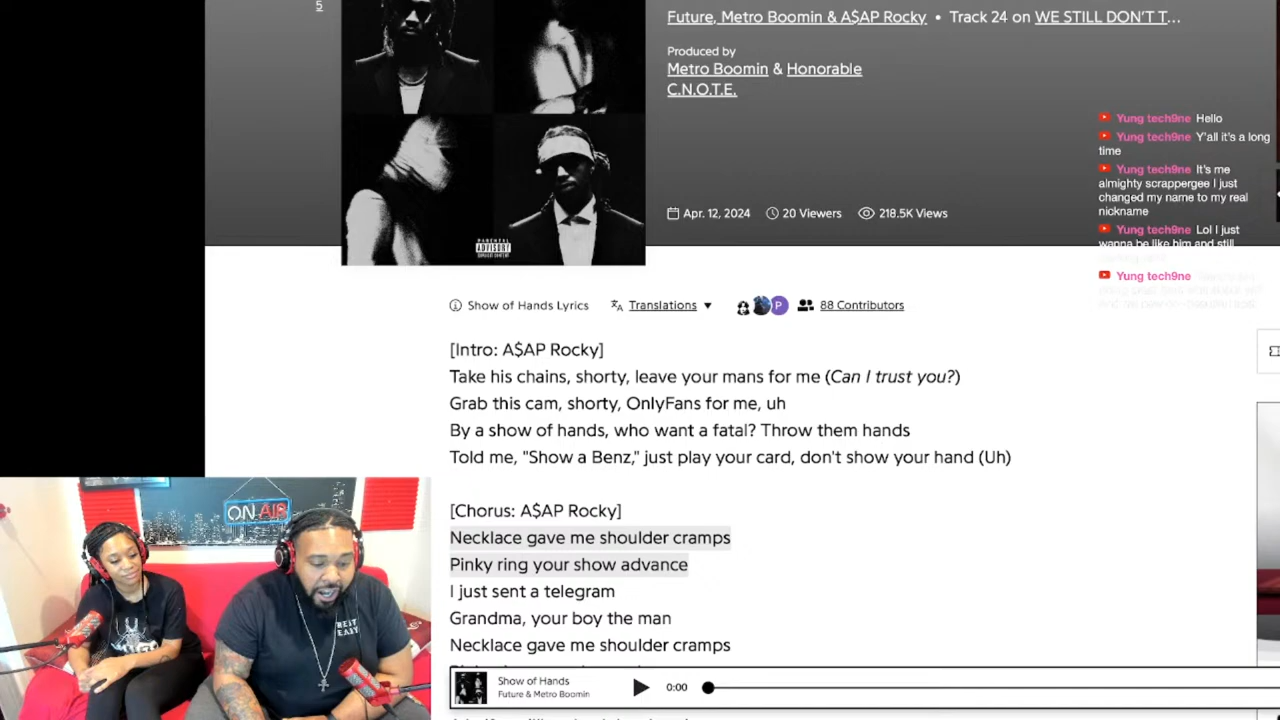 5
Future, Metro Boomin & A$AP Rocky • Track 24 on WE STILL DON'T T...
Produced by
Metro Boomin & Honorable
C.N.O.T.E.
Apr. 12, 2024 20 Viewers 218.5K Views
PARENTAL
ADVISORY
EXPLICIT CONTENT
Yung tech9ne Hello
Yung tech9ne Y'all it's a long
time
Yung tech9ne It's me
almighty scrappergee I just
changed my name to my real
nickname
Yung tech9ne Lol I just
wanna be like him and still
Yung tech9ne
Show of Hands Lyrics Translations P 88 Contributors
[Intro: A$AP Rocky]
Take his chains, shorty, leave your mans for me (Can I trust you?)
Grab this cam, shorty, OnlyFans for me, uh
By a show of hands, who want a fatal? Throw them hands
Told me, "Show a Benz," just play your card, don't show your hand (Uh)
[Chorus: A$AP Rocky]
Necklace gave me shoulder cramps
Pinky ring your show advance
I just sent a telegram
Grandma, your boy the man
Necklace gave me shoulder cramps
Show of Hands
Future & Metro Boomin
0:00
ON AIR
REST
EASY